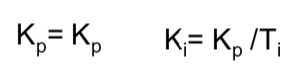 Kp= Kp Ki= Kp /Ti